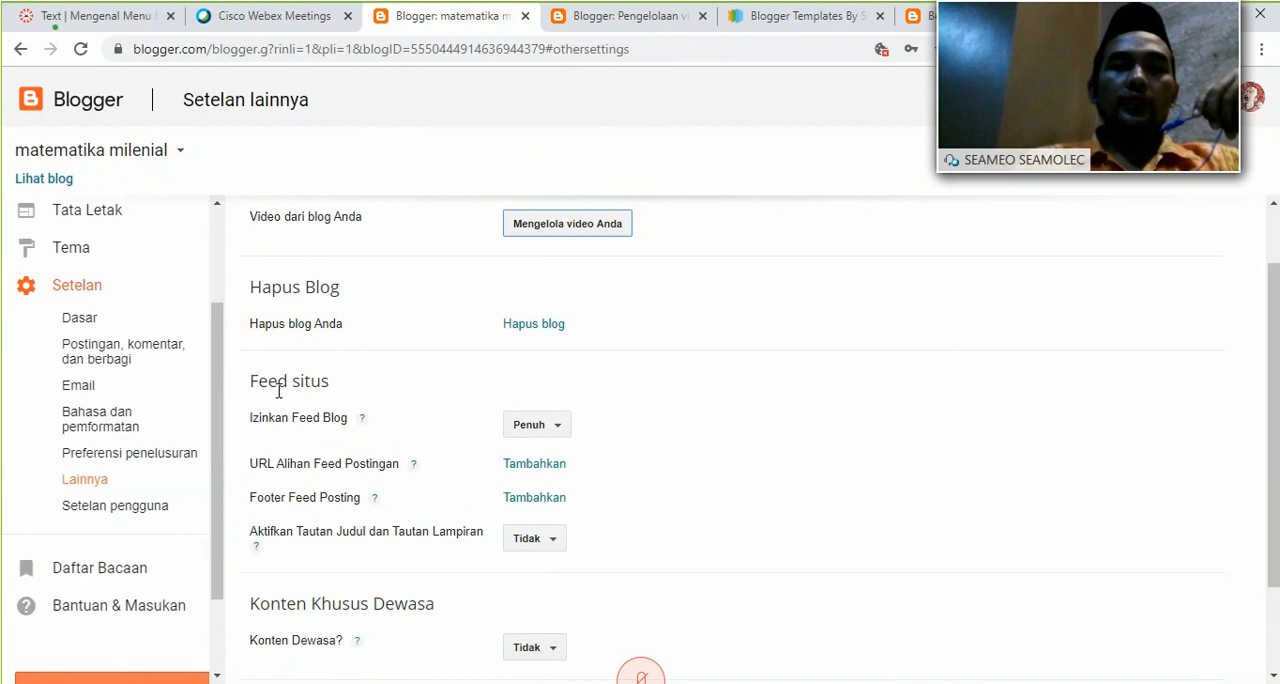 Text | Mengenal Menu
Cisco Webex Meetings
Blogger: matematika m
Blogger: Pengelolaan vi
Blogger Templates By S
blogger.com/blogger.g?rinli=1&pli=1&blogID=5550444914636944379#othersettings
Blogger
Setelan lainnya
SEAMEO SEAMOLEC
matematika milenial
Lihat blog
Tata Letak
Tema
Setelan
Dasar
Postingan, komentar,
dan berbagi
Email
Bahasa dan
pemformatan
Preferensi penelusuran
Lainnya
Setelan pengguna
Daftar Bacaan
Bantuan & Masukan
Video dari blog Anda
Mengelola video Anda
Hapus Blog
Hapus blog Anda
Hapus blog
Feed situs
Izinkan Feed Blog ?
Penuh
URL Alihan Feed Postingan ?
Tambahkan
Footer Feed Posting ?
Tambahkan
Aktifkan Tautan Judul dan Tautan Lampiran
?
Tidak
Konten Khusus Dewasa
Konten Dewasa? ?
Tidak